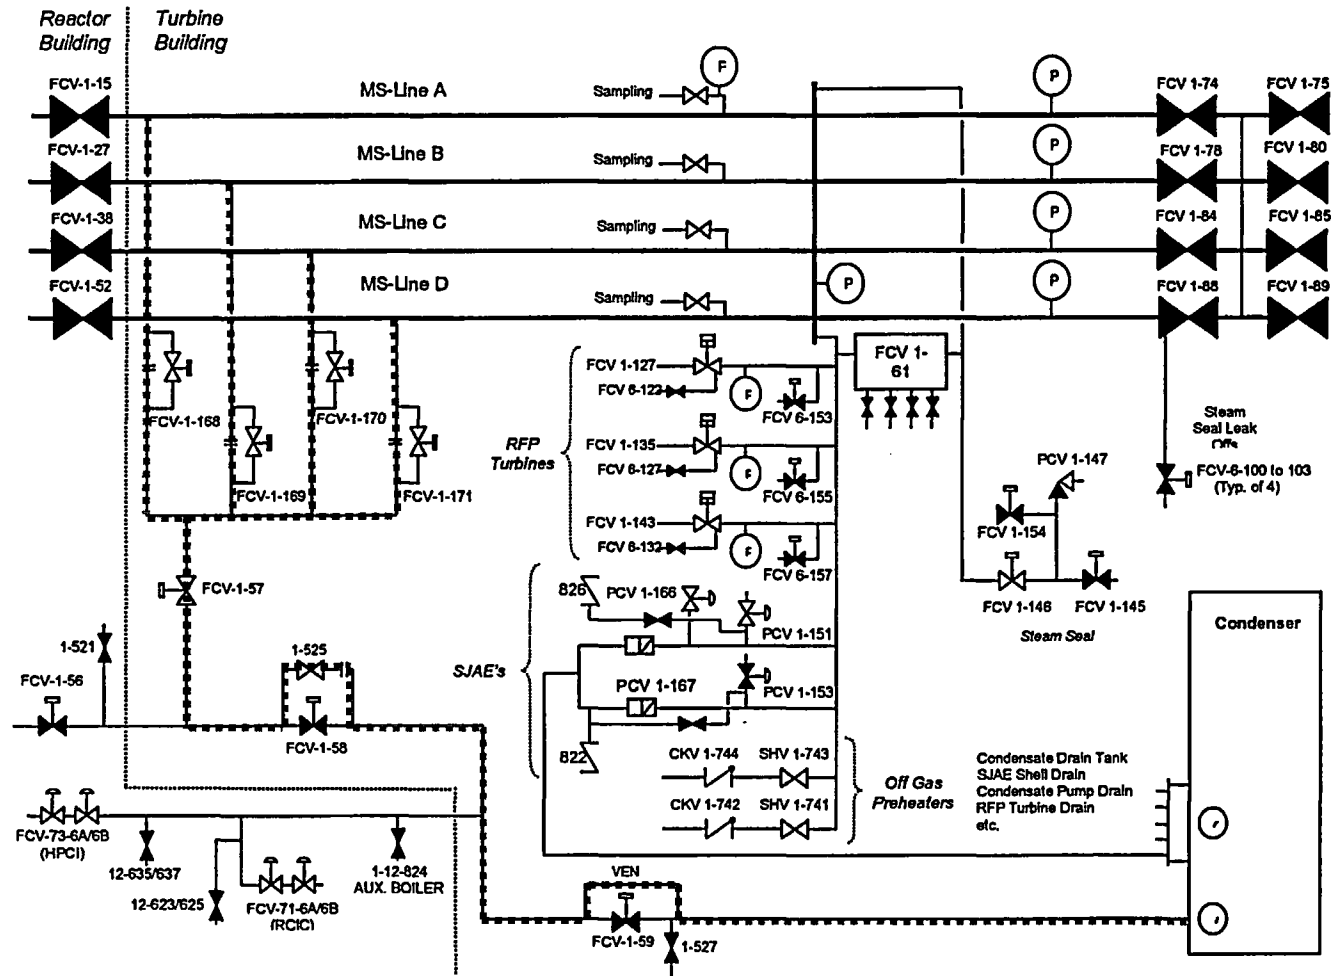 Reactor
Building
Turbine
Building
FCV-1-15
FCV-1-27
FCV-1-38
FCV-1-52
MS-Line A
MS-Line B
MS-Line C
MS-Line D
Sampling
Sampling
Sampling
Sampling
F
P
P
P
P
P
FCV 1-74
FCV 1-75
FCV 1-78
FCV 1-80
FCV 1-84
FCV 1-85
FCV 1-88
FCV 1-89
FCV-1-168
FCV-1-169
FCV-1-170
FCV-1-171
RFP
Turbines
FCV 1-127
FCV 6-122
F
FCV 6-153
FCV 1-135
FCV 6-127
F
FCV 6-155
FCV 1-143
FCV 6-132
F
FCV 6-157
FCV 1-
61
Steam
Seal Leak
Offs
FCV-6-100 to 103
(Typ. of 4)
PCV 1-147
FCV 1-154
FCV 1-146
FCV 1-145
Steam Seal
FCV-1-57
1-521
FCV-1-56
1-525
FCV-1-58
SJAE's
826
PCV 1-166
PCV 1-151
PCV 1-167
PCV 1-153
822
CKV 1-744
SHV 1-743
CKV 1-742
SHV 1-741
Off Gas
Preheaters
Condensate Drain Tank
SJAE Shell Drain
Condensate Pump Drain
RFP Turbine Drain
etc.
Condenser
FCV-73-6A/6B
(HPCI)
12-635/637
12-623/625
FCV-71-6A/6B
(RCIC)
1-12-824
AUX. BOILER
VEN
FCV-1-59
1-527